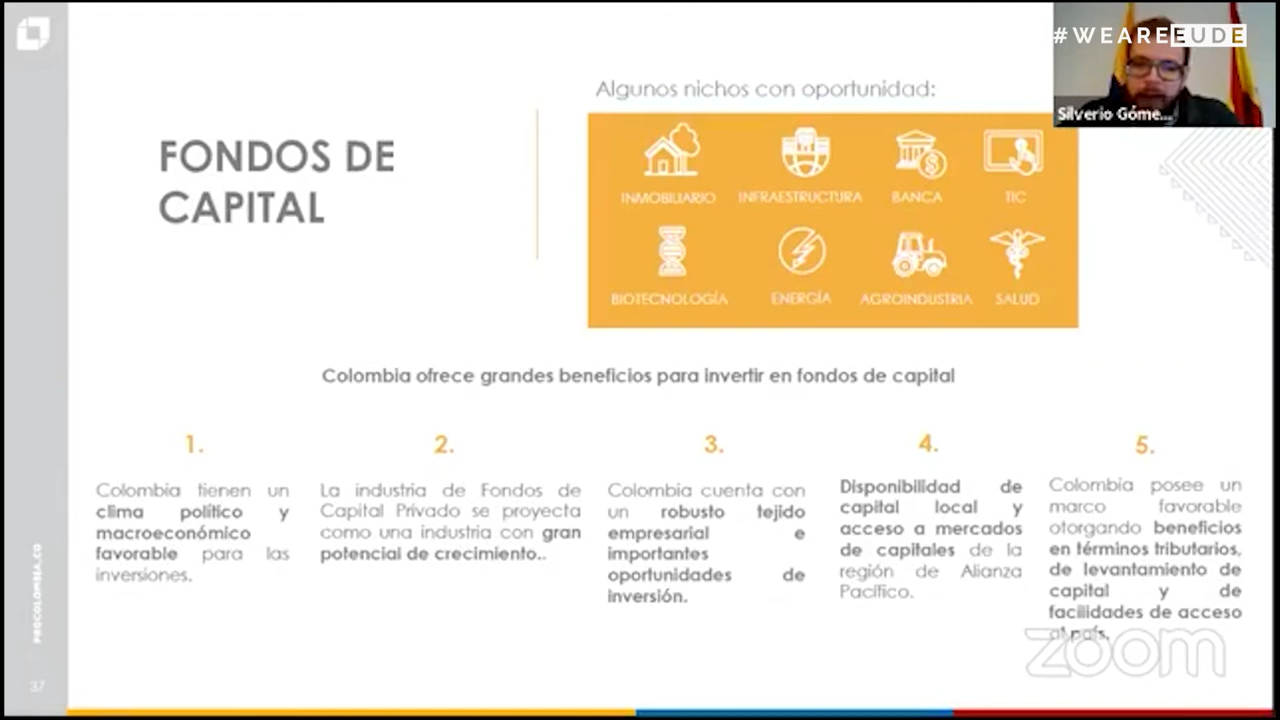 #WEAREEUDE
Silverio Góme...
Algunos nichos con oportunidad:
FONDOS DE
CAPITAL
INMOBILIARIO INFRAESTRUCTURA BANCA TIC
BIOTECNOLOGÍA ENERGÍA AGROINDUSTRIA SALUD
Colombia ofrece grandes beneficios para invertir en fondos de capital
1.
Colombia tienen un
clima político y
macroeconómico
favorable para las
inversiones.
2.
La industria de Fondos de
Capital Privado se proyecta
como una industria con gran
potencial de crecimiento..
3.
Colombia cuenta con
un robusto tejido
empresarial e
importantes
oportunidades de
inversión.
4.
Disponibilidad de
capital local y
acceso a mercados
de capitales de la
región de Alianza
Pacífico.
5.
Colombia posee un
marco favorable
otorgando beneficios
en términos tributarios,
de levantamiento de
capital y de
facilidades de acceso
al país.
zoom
PROCOLOMBIA.CO
37